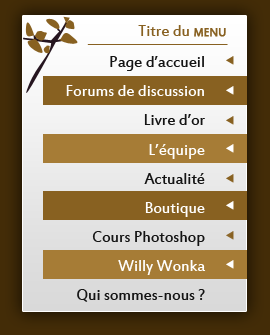 Titre du MENU
Page d'accueil
Forums de discussion
Livre d'or
L'équipe
Actualité
Boutique
Cours Photoshop
Willy Wonka
Qui sommes-nous ?